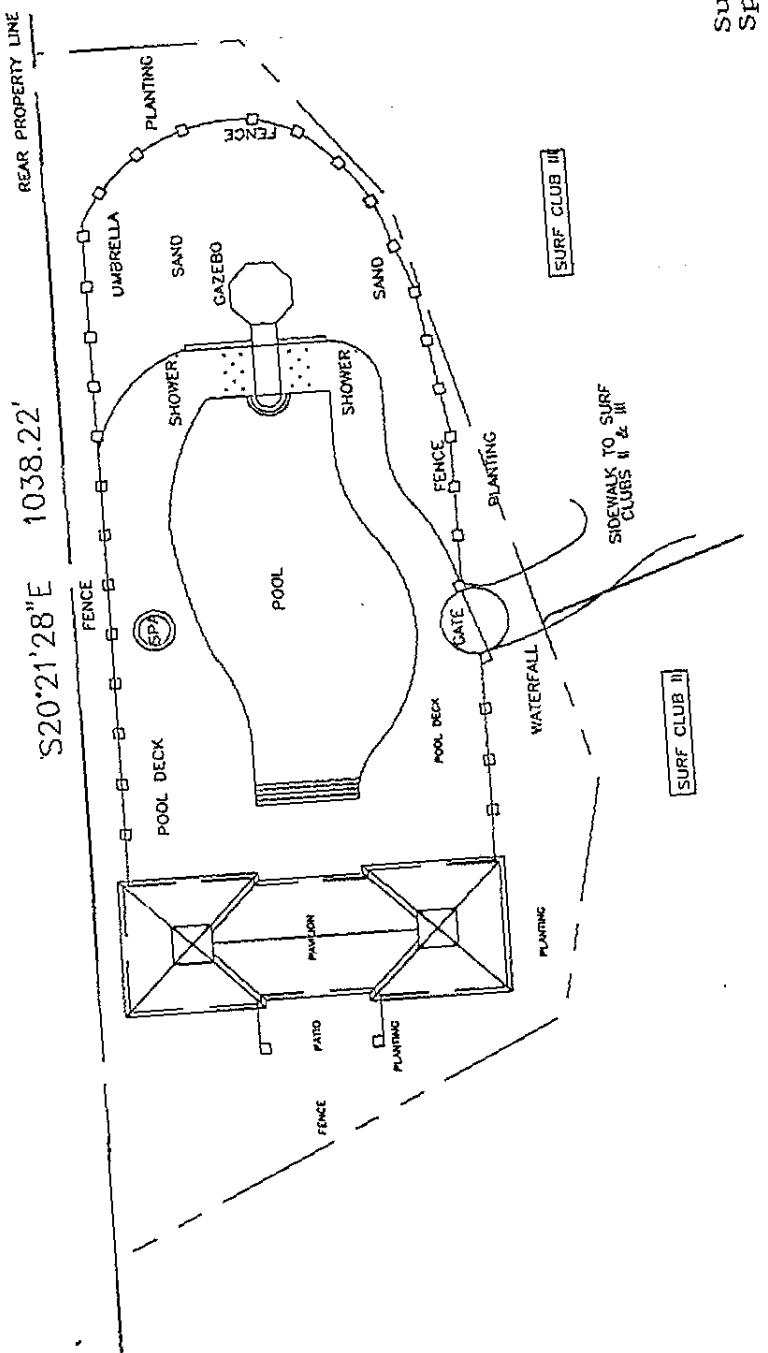 Su
Sp
REAR PROPERTY LINE
S20°21'28"E 1038.22'
PLANTING
FENCE
UMBRELLA
SAND
GAZEBO
SAND
SURF CLUB III
SHOWER
SHOWER
FENCE
PLANTING
SIDEWALK TO SURF
CLUBS II & III
FENCE
SPA
POOL
GATE
WATERFALL
POOL DECK
POOL DECK
SURF CLUB II
PAVILION
PLANTING
PATIO
PLANTING
FENCE